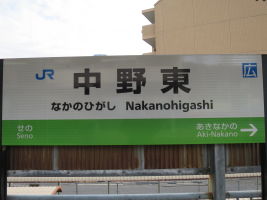 JR 広
中野東
なかのひがし Nakanohigashi
せの あきなかの
Seno Aki-Nakano